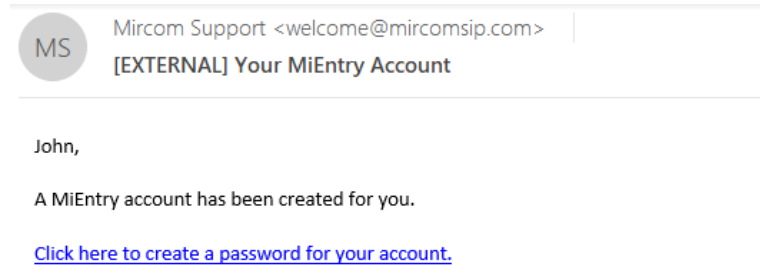 MS
Mircom Support <welcome@mircomsip.com>
[EXTERNAL] Your MiEntry Account
John,
A MiEntry account has been created for you.
Click here to create a password for your account.